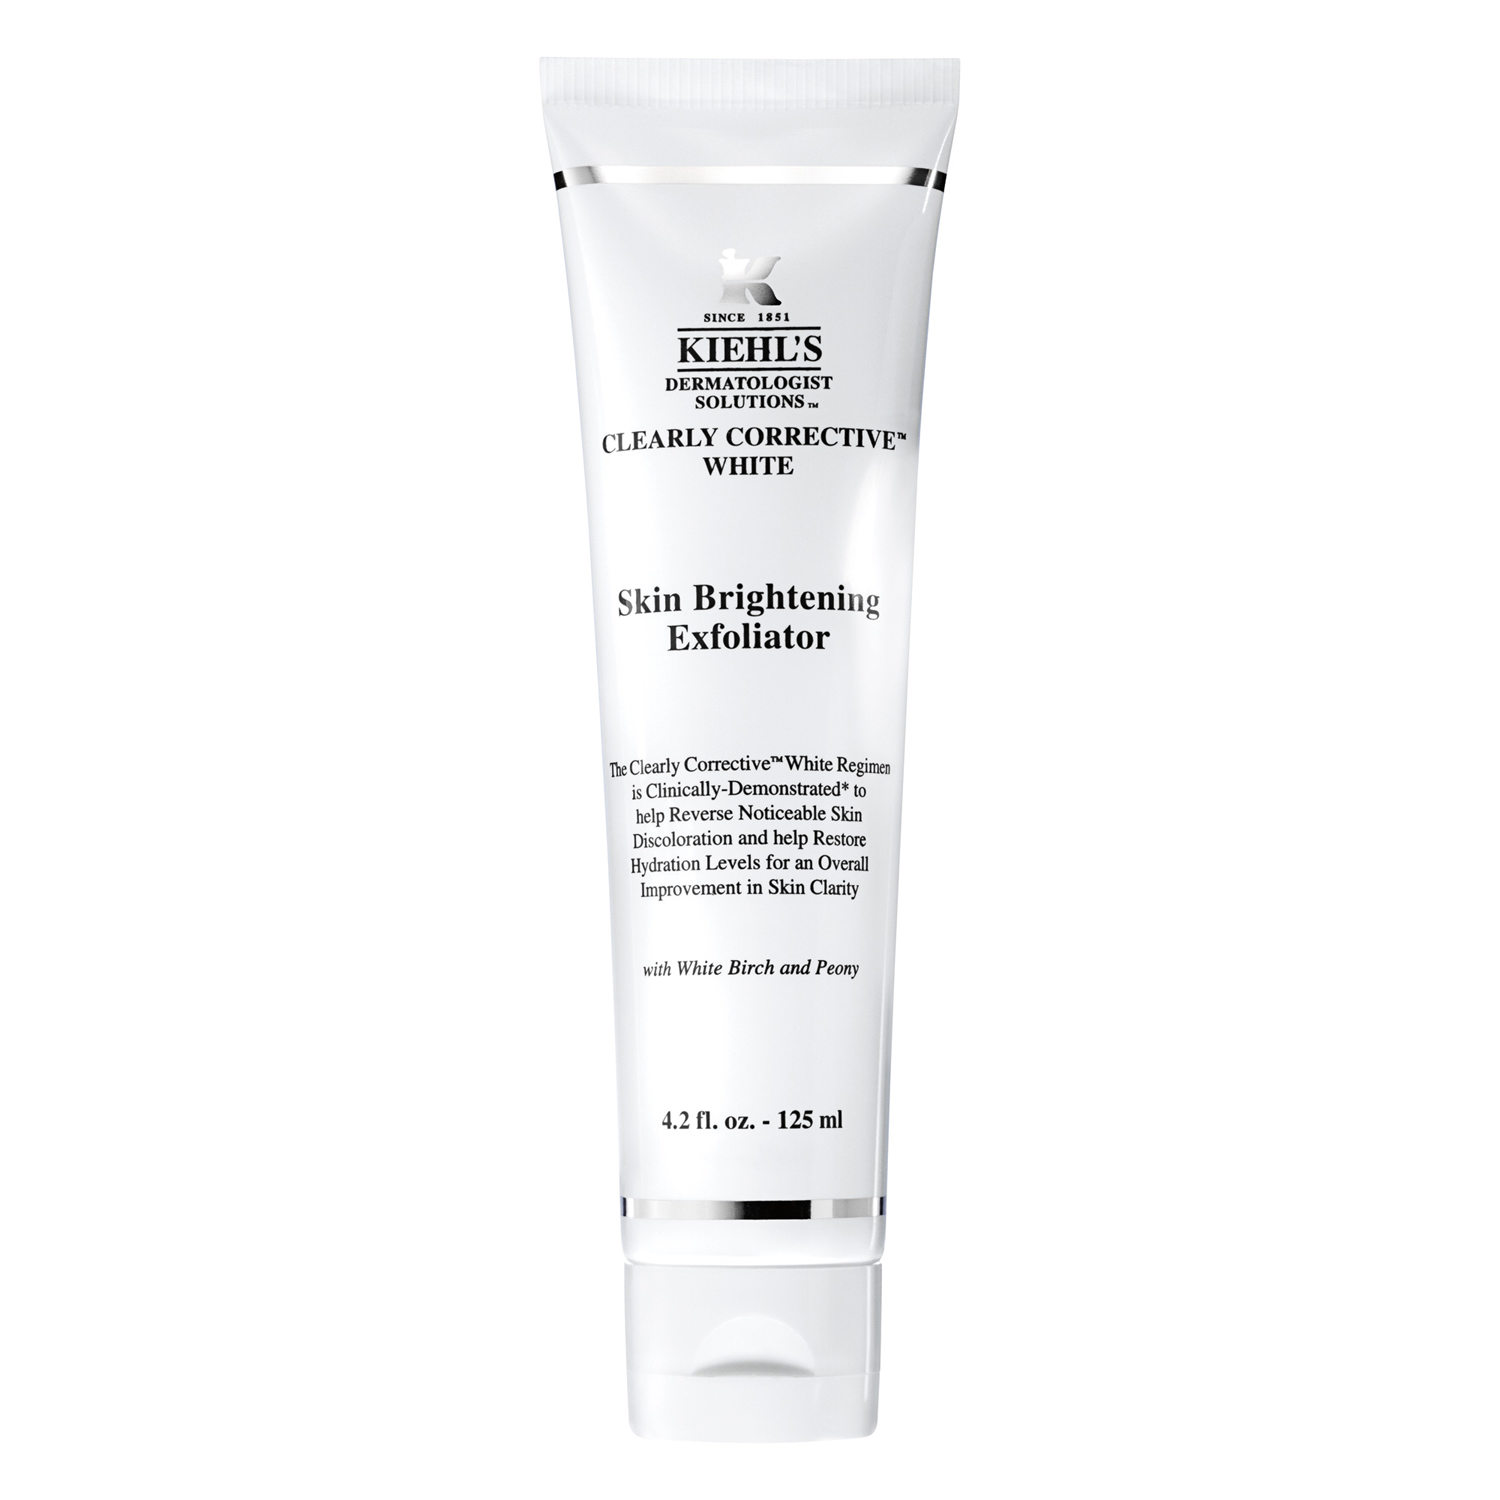 SINCE 1851
KIEHL'S
DERMATOLOGIST
SOLUTIONS™
CLEARLY CORRECTIVE™
WHITE
Skin Brightening
Exfoliator
The Clearly Corrective™ White Regimen
is Clinically-Demonstrated* to
help Reverse Noticeable Skin
Discoloration and help Restore
Hydration Levels for an Overall
Improvement in Skin Clarity
with White Birch and Peony
4.2 fl. oz. - 125 ml